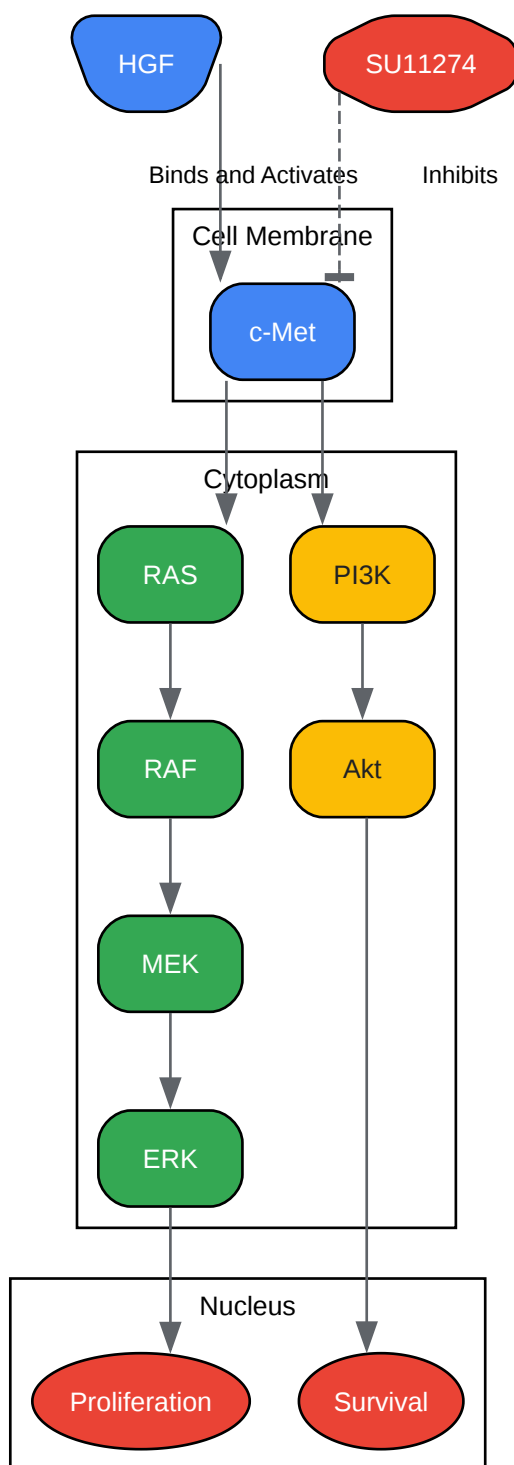 HGF
SU11274
Binds and Activates
Inhibits
Cell Membrane
c-Met
Cytoplasm
RAS
PI3K
RAF
Akt
MEK
ERK
Nucleus
Proliferation
Survival